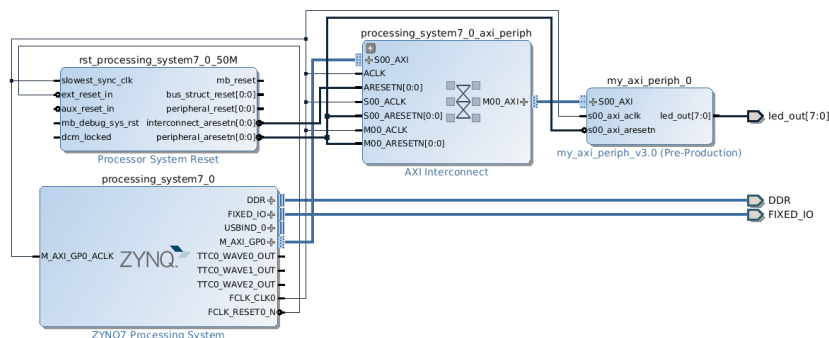 processing_system7_0_axi_periph
S00_AXI
ACLK
ARESETN[0:0]
S00_ACLK
S00_ARESETN[0:0]
M00_ACLK
M00_ARESETN[0:0]
M00_AXI
AXI Interconnect
rst_processing_system7_0_50M
slowest_sync_clk
ext_reset_in
aux_reset_in
mb_debug_sys_rst
dcm_locked
mb_reset
bus_struct_reset[0:0]
peripheral_reset[0:0]
interconnect_aresetn[0:0]
peripheral_aresetn[0:0]
Processor System Reset
my_axi_periph_0
S00_AXI
s00_axi_aclk
s00_axi_aresetn
led_out[7:0]
my_axi_periph_v3.0 (Pre-Production)
led_out[7:0]
processing_system7_0
M_AXI_GP0_ACLK
ZYNQ
DDR
FIXED_IO
USBIND_0
M_AXI_GP0
TTC0_WAVE0_OUT
TTC0_WAVE1_OUT
TTC0_WAVE2_OUT
FCLK_CLK0
FCLK_RESET0_N
ZYNQ7 Processing System
DDR
FIXED_IO